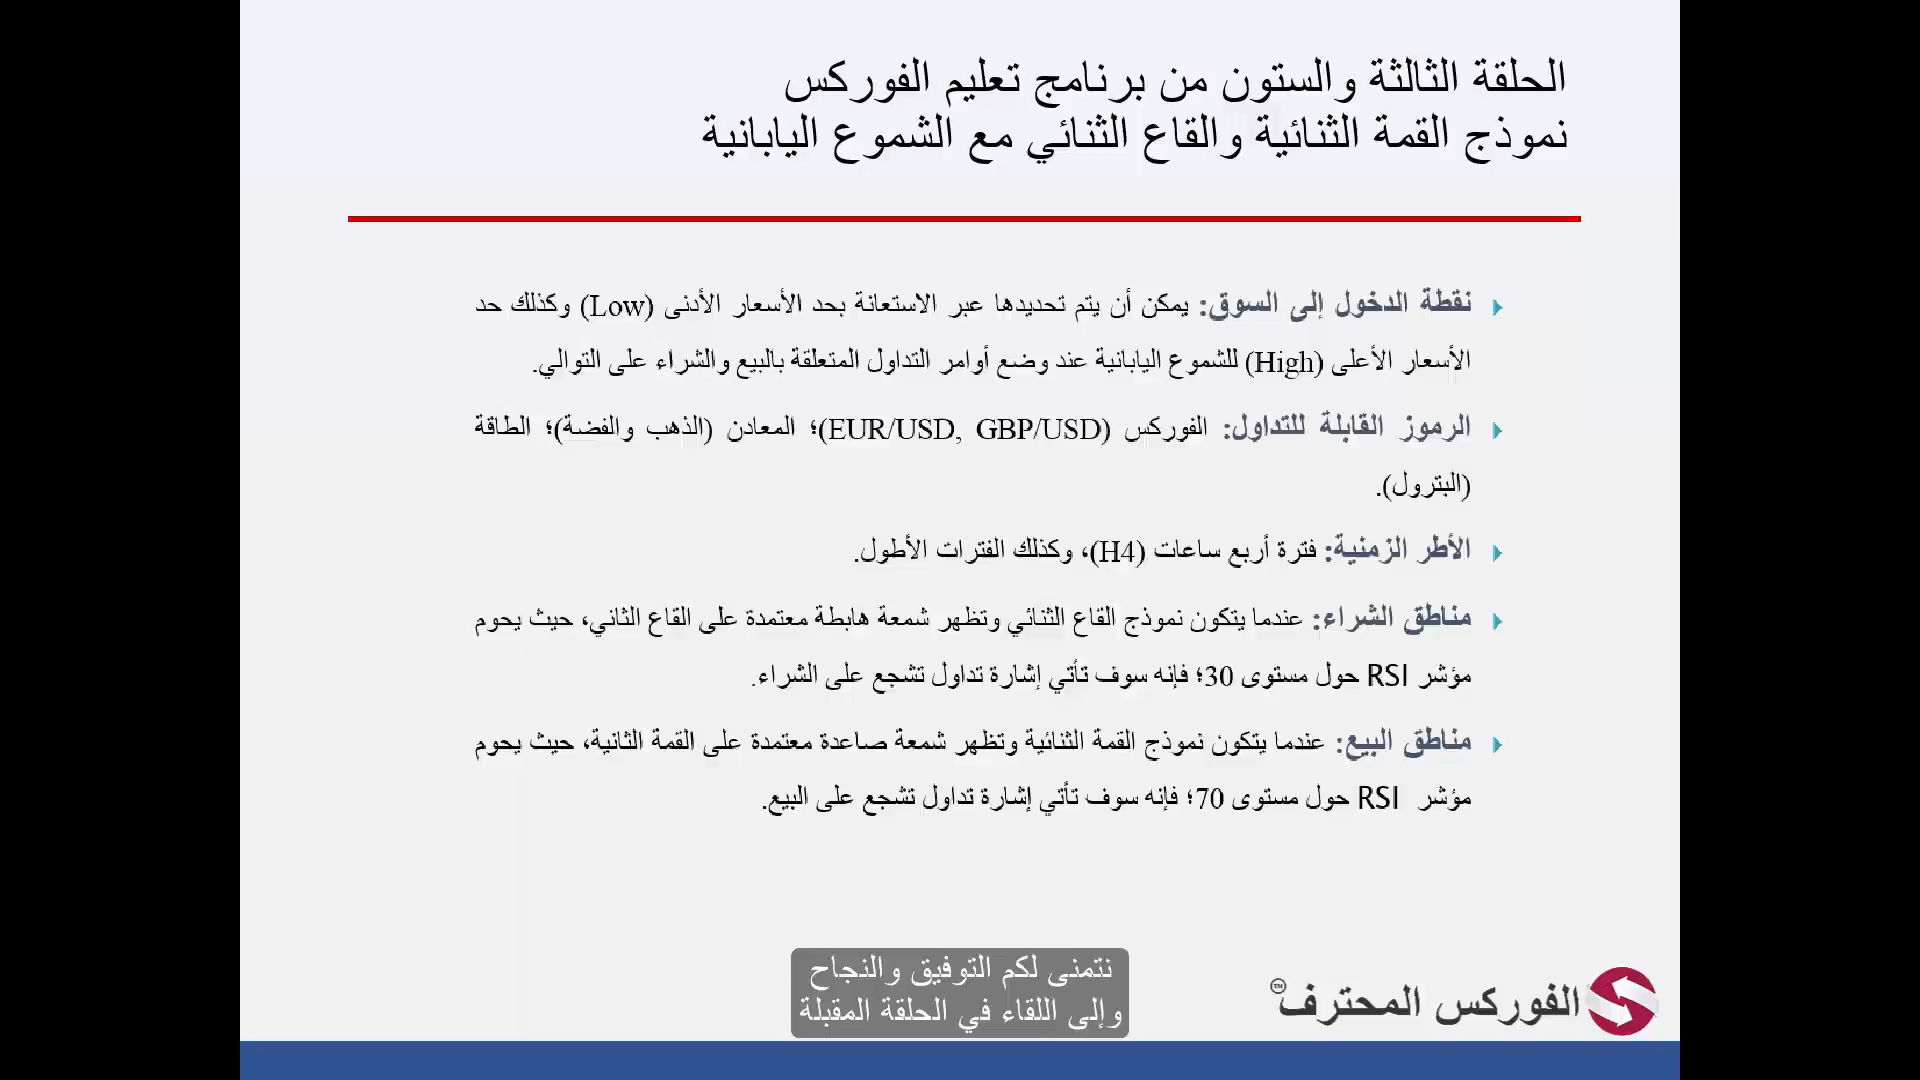 الحلقة الثالثة والستون من برنامج تعليم الفوركس
نموذج القمة الثنائية والقاع الثنائي مع الشموع اليابانية
نقطة الدخول إلى السوق: يمكن أن يتم تحديدها عبر الاستعانة بحد الأسعار الأدنى (Low) وكذلك حد
الأسعار الأعلى (High) للشموع اليابانية عند وضع أوامر التداول المتعلقة بالبيع والشراء على التوالي.
الرموز القابلة للتداول: الفوركس (EUR/USD, GBP/USD)؛ المعادن (الذهب والفضة)؛ الطاقة
(البترول).
الأطر الزمنية: فترة أربع ساعات (H4)، وكذلك الفترات الأطول.
مناطق الشراء: عندما يتكون نموذج القاع الثنائي وتظهر شمعة هابطة معتمدة على القاع الثاني، حيث يحوم
مؤشر RSI حول مستوى 30؛ فإنه سوف تأتي إشارة تداول تشجع على الشراء.
مناطق البيع: عندما يتكون نموذج القمة الثنائية وتظهر شمعة صاعدة معتمدة على القمة الثانية، حيث يحوم
مؤشر RSI حول مستوى 70؛ فإنه سوف تأتي إشارة تداول تشجع على البيع.
نتمنى لكم التوفيق والنجاح
وإلى اللقاء في الحلقة المقبلة
الفوركس المحترف TM